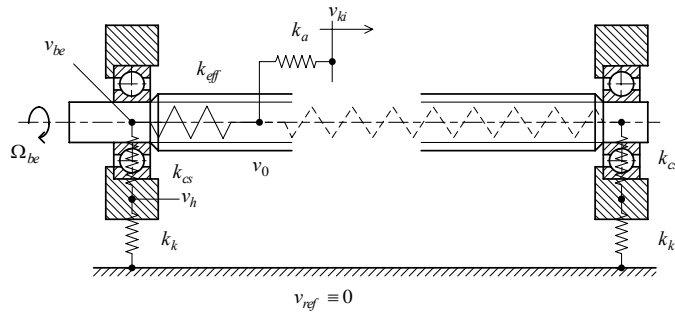 v_ki
k_a
v_be
k_eff
Ω_be
k_cs
v_0
k_cs
v_h
k_k
k_k
v_ref ≡ 0